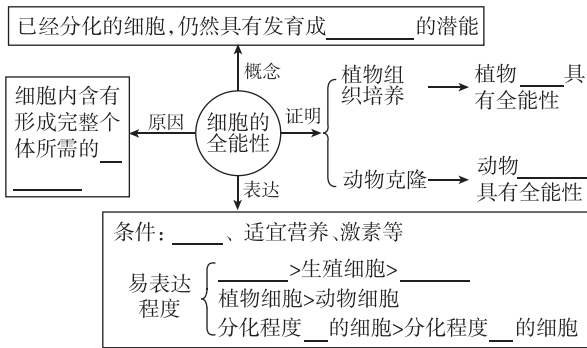 已经分化的细胞,仍然具有发育成________的潜能
概念
细胞内含有
形成完整个
体所需的__
______
原因
细胞的
全能性
证明
植物组
织培养
植物____具
有全能性
动物克隆
动物______
具有全能性
表达
条件:____、适宜营养、激素等
易表达
程度
______>生殖细胞>______
植物细胞>动物细胞
分化程度__的细胞>分化程度__的细胞